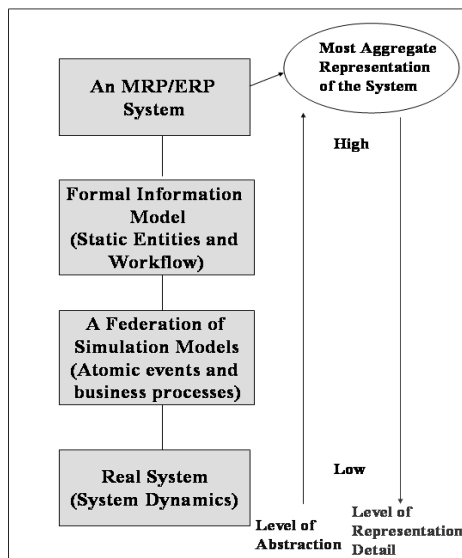 An MRP/ERP
System
Most Aggregate
Representation
of the System
High
Formal Information
Model
(Static Entities and
Workflow)
A Federation of
Simulation Models
(Atomic events and
business processes)
Real System
(System Dynamics)
Low
Level of
Abstraction
Level of
Representation
Detail